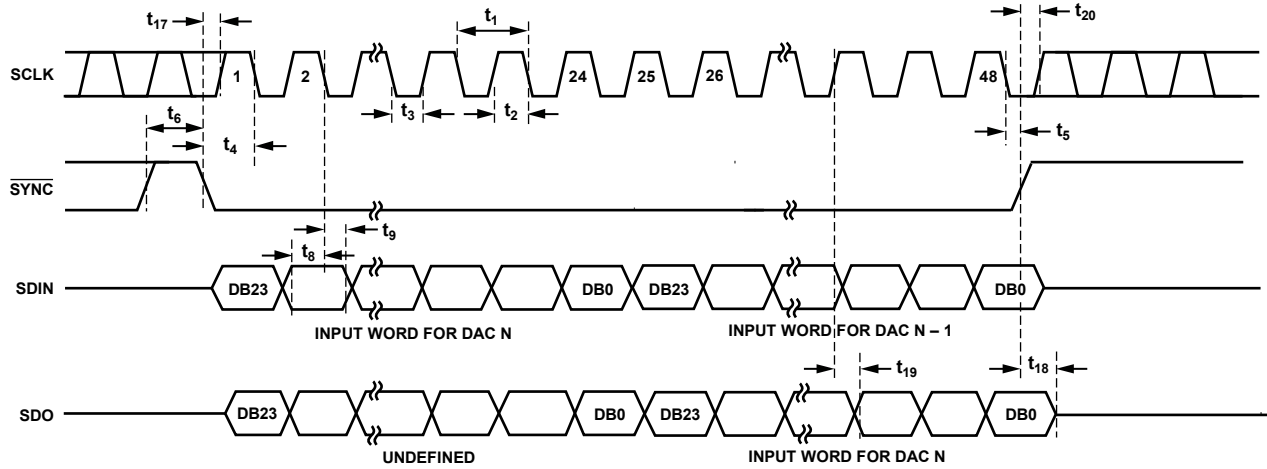 t17
t1
t20
SCLK
1
2
24
25
26
48
t3
t2
t6
t4
t5
SYNC
t9
t8
SDIN
DB23
DB0
DB23
DB0
INPUT WORD FOR DAC N
INPUT WORD FOR DAC N – 1
t19
t18
SDO
DB23
DB0
DB23
DB0
UNDEFINED
INPUT WORD FOR DAC N